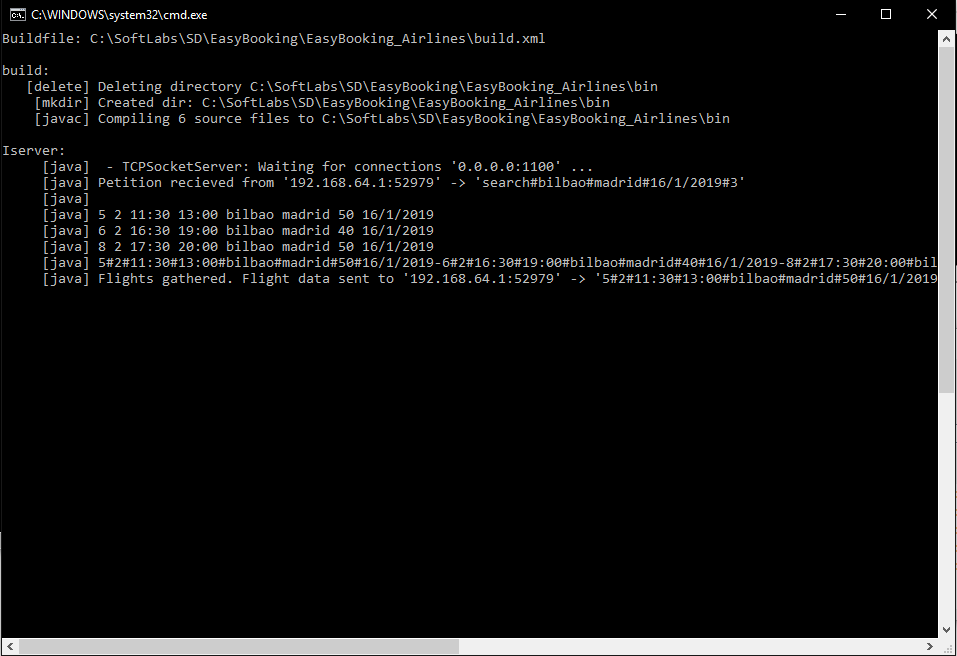 C:\WINDOWS\system32\cmd.exe
Buildfile: C:\SoftLabs\SD\EasyBooking\EasyBooking_Airlines\build.xml
build:
[delete] Deleting directory C:\SoftLabs\SD\EasyBooking\EasyBooking_Airlines\bin
[mkdir] Created dir: C:\SoftLabs\SD\EasyBooking\EasyBooking_Airlines\bin
[javac] Compiling 6 source files to C:\SoftLabs\SD\EasyBooking\EasyBooking_Airlines\bin
Iserver:
[java]  - TCPSocketServer: Waiting for connections '0.0.0.0:1100' ...
[java] Petition recieved from '192.168.64.1:52979' -> 'search#bilbao#madrid#16/1/2019#3'
[java]
[java] 5 2 11:30 13:00 bilbao madrid 50 16/1/2019
[java] 6 2 16:30 19:00 bilbao madrid 40 16/1/2019
[java] 8 2 17:30 20:00 bilbao madrid 50 16/1/2019
[java] 5#2#11:30#13:00#bilbao#madrid#50#16/1/2019-6#2#16:30#19:00#bilbao#madrid#40#16/1/2019-8#2#17:30#20:00#bil
[java] Flights gathered. Flight data sent to '192.168.64.1:52979' -> '5#2#11:30#13:00#bilbao#madrid#50#16/1/2019